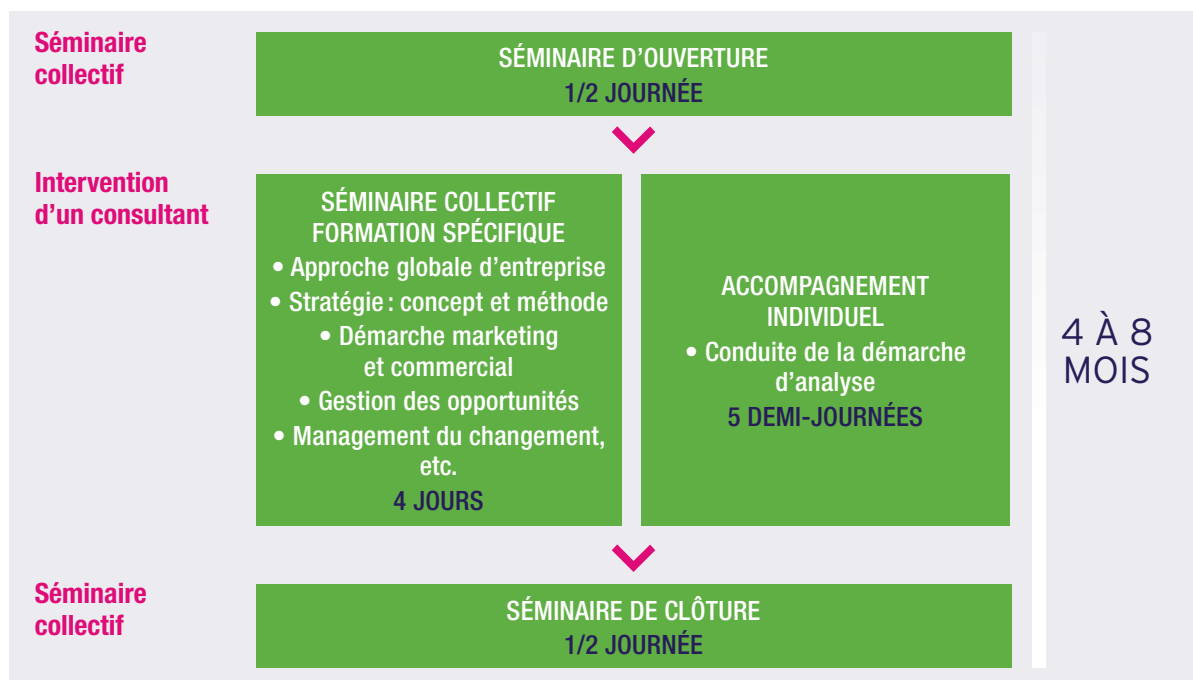 Séminaire
collectif
SÉMINAIRE D’OUVERTURE
1/2 JOURNÉE
Intervention
d’un consultant
SÉMINAIRE COLLECTIF
FORMATION SPÉCIFIQUE
• Approche globale d’entreprise
• Stratégie : concept et méthode
• Démarche marketing
et commercial
• Gestion des opportunités
• Management du changement,
etc.
4 JOURS
ACCOMPAGNEMENT
INDIVIDUEL
• Conduite de la démarche
d’analyse
5 DEMI-JOURNÉES
4 À 8
MOIS
Séminaire
collectif
SÉMINAIRE DE CLÔTURE
1/2 JOURNÉE